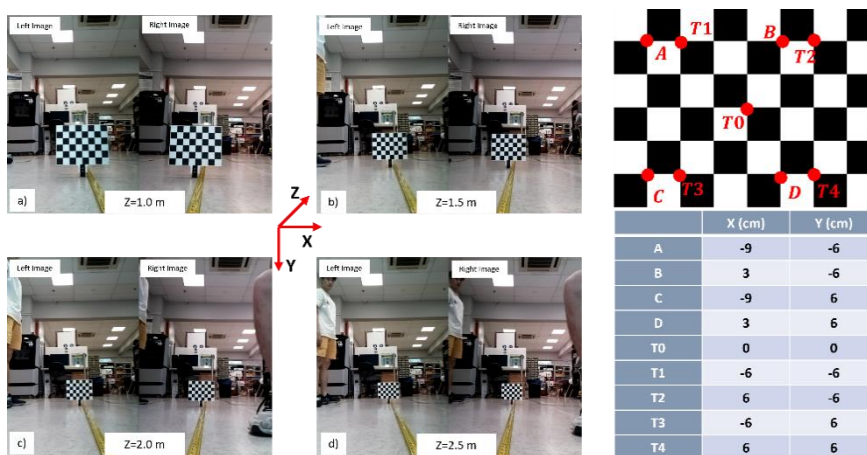 Left Image
Right Image
a)
Z=1.0 m
Left Image
Right Image
b)
Z=1.5 m
Z
X
Y
Left Image
Right Image
c)
Z=2.0 m
Left Image
Right Image
d)
Z=2.5 m
A T1 B T2
T0
C T3 D T4
X (cm) Y (cm)
A -9 -6
B 3 -6
C -9 6
D 3 6
T0 0 0
T1 -6 -6
T2 6 -6
T3 -6 6
T4 6 6